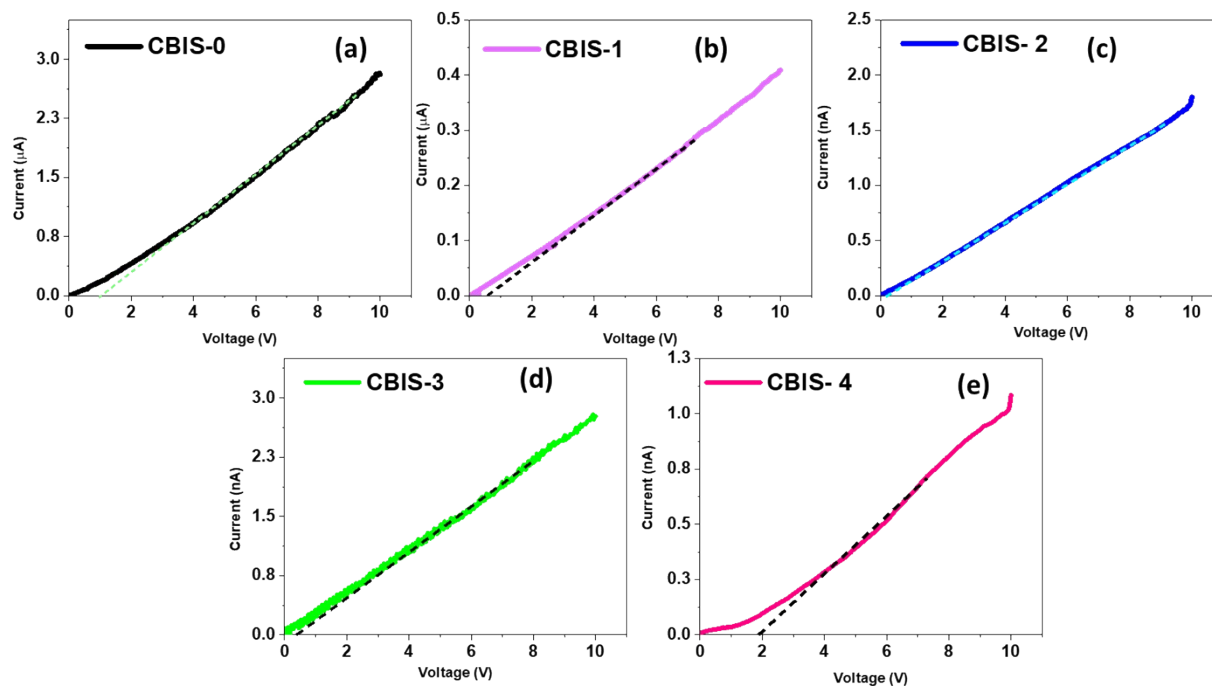 CBIS-0
(a)
3.0
2.3
1.5
0.8
0.0
Current (μA)
0 2 4 6 8 10
Voltage (V)
CBIS-1
(b)
0.5
0.4
0.3
0.2
0.1
0.0
Current (μA)
0 2 4 6 8 10
Voltage (V)
CBIS- 2
(c)
2.0
1.5
1.0
0.5
0.0
Current (nA)
0 2 4 6 8 10
Voltage (V)
CBIS-3
(d)
3.0
2.3
1.5
0.8
0.0
Current (nA)
0 2 4 6 8 10
Voltage (V)
CBIS- 4
(e)
1.3
1.0
0.8
0.5
0.3
0.0
Current (nA)
0 2 4 6 8 10
Voltage (V)